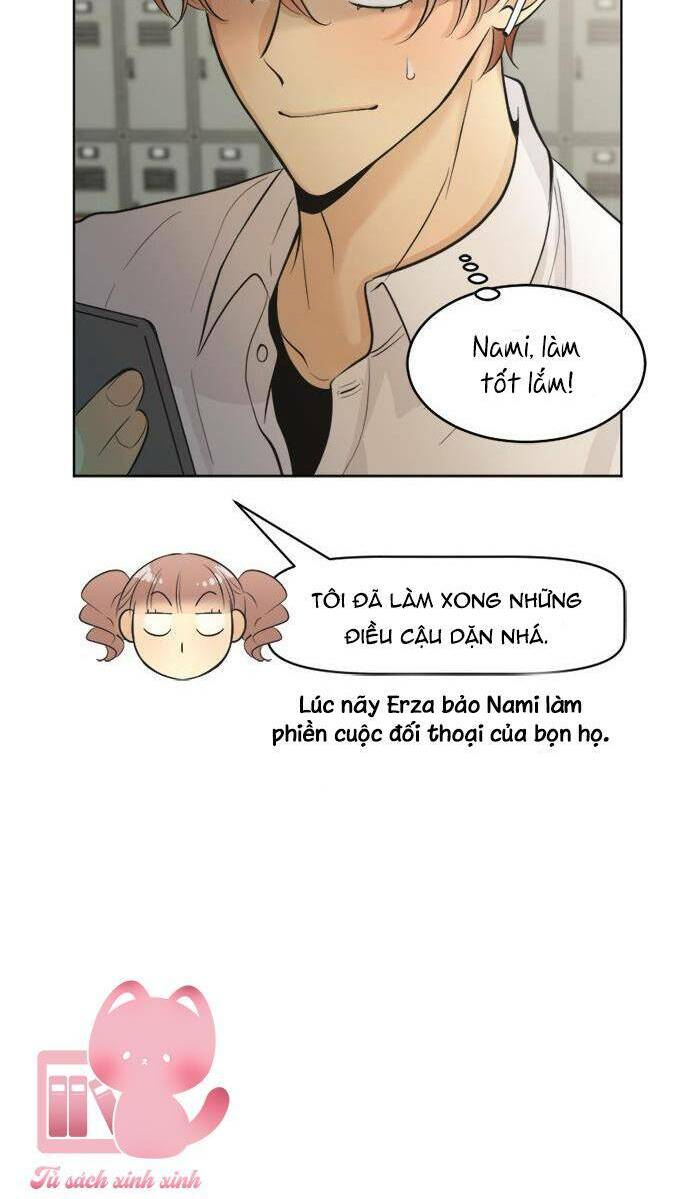 Nami, làm
tốt lắm!
TÔI ĐÃ LÀM XONG NHỮNG
ĐIỀU CẬU DẶN NHÁ.
Lúc nãy Erza bảo Nami làm
phiền cuộc đối thoại của bọn họ.
Tủ sách xinh xinh